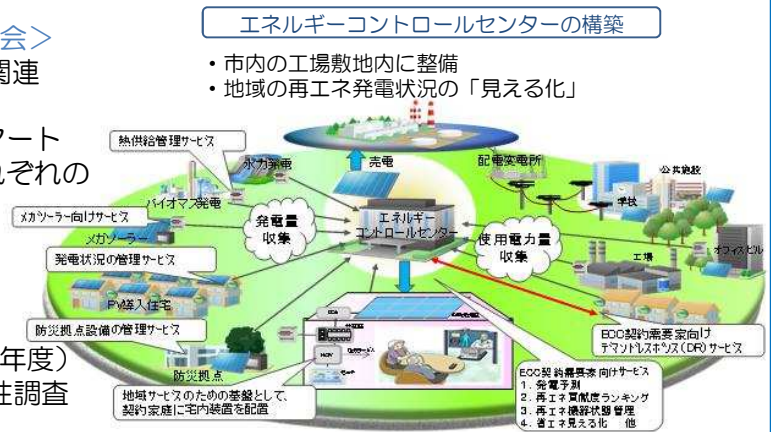 エネルギーコントロールセンターの構築
会>
関連
・市内の工場敷地内に整備
・地域の再エネ発電状況の「見える化」
タート
れぞれの
熱供給管理サービス
水力発電
売電
配電変電所
公共施設
学校
バイオマス発電
メガソーラー向けサービス
メガソーラー
発電量
収集
エネルギー
コントロールセンター
使用電力量
収集
オフィスビル
工場
発電状況の管理サービス
PV導入住宅
防災拠点設備の管理サービス
ECC契約需要家向け
デマンドレスポンス(DR)サービス
年度)
性調査
防災拠点
地域サービスのための基盤として、
契約家庭に宅内装置を配置
ECC契約需要家向けサービス
1. 発電予測
2. 再エネ貢献度ランキング
3. 再エネ機器状態管理
4. 省エネ見える化 他